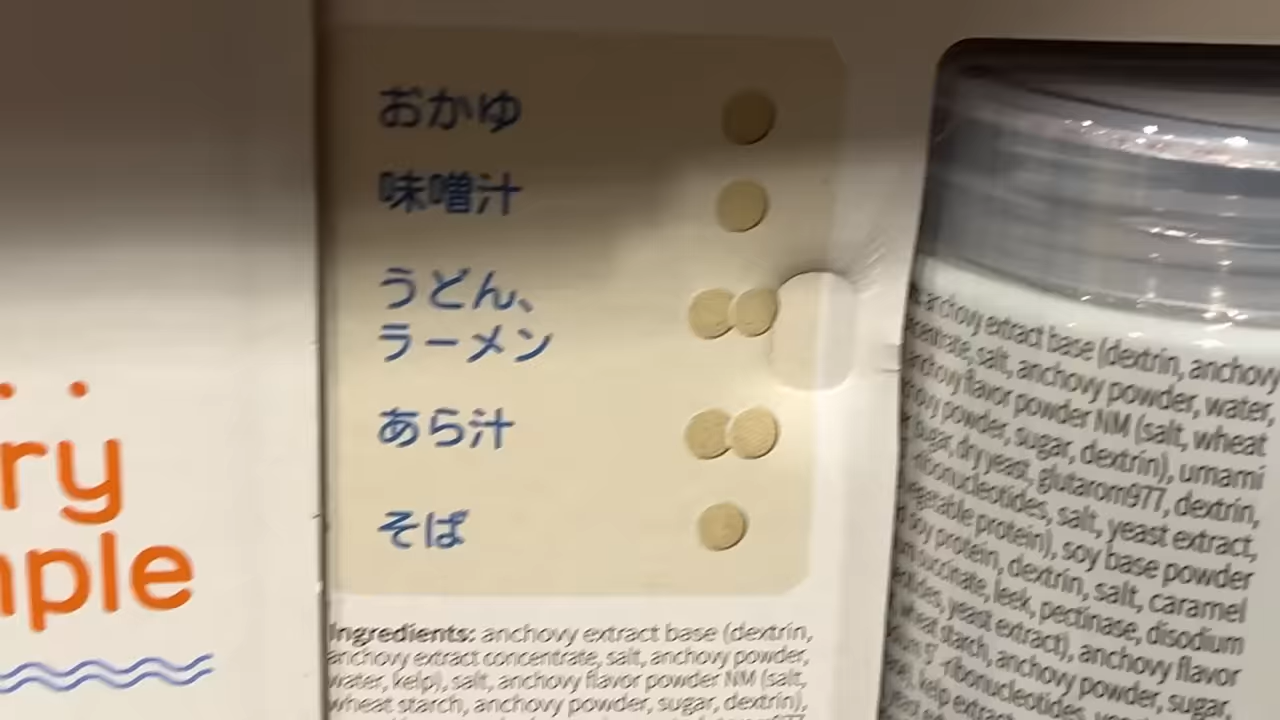 おかゆ
味噌汁
うどん、
ラーメン
あら汁
そば
ry
mple
Ingredients: anchovy extract base (dextrin,
anchovy extract concentrate, salt, anchovy powder,
water, kelp), salt, anchovy flavor powder NM (salt,
wheat starch, anchovy powder, sugar, dextrin),
anchovy extract base (dextrin, anchovy
salt, anchovy powder, water,
anchovy flavor powder NM (salt, wheat
powder, sugar, dextrin), umami
sugar, dry yeast, glutarom977, dextrin,
ribonucleotides, salt, yeast extract,
vegetable protein), soy base powder
soy protein, dextrin, salt, caramel
succinate, leek, pectinase, disodium
yeast extract), anchovy flavor
wheat starch, anchovy powder, sugar,
5'-ribonucleotides,
kelp extract